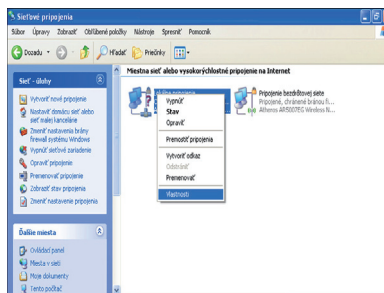 Sieťové pripojenia
Súbor Úpravy Zobraziť Obľúbené položky Nástroje Spresniť Pomocník
Dozadu Hľadať Priečinky
Sieť - úlohy
Vytvoriť nové pripojenie
Nastaviť domácu sieť alebo
sieť malej kancelárie
Zmeniť nastavenia brány
firewall systému Windows
Vypnúť sieťové zariadenie
Opraviť pripojenie
Premenovať pripojenie
Zobraziť stav pripojenia
Zmeniť nastavenie pripojenia
Ďalšie miesta
Ovládací panel
Miesta v sieti
Moje dokumenty
Tento počítač
Miestna sieť alebo vysokorýchlostné pripojenie na Internet
Vypnúť
Stav
Opraviť
Premostiť pripojenia
Vytvoriť odkaz
Odstrániť
Premenovať
Vlastnosti
Pripojenie bezdrôtovej siete
Pripojené, chránené bránou fi...
Atheros AR5007EG Wireless N...